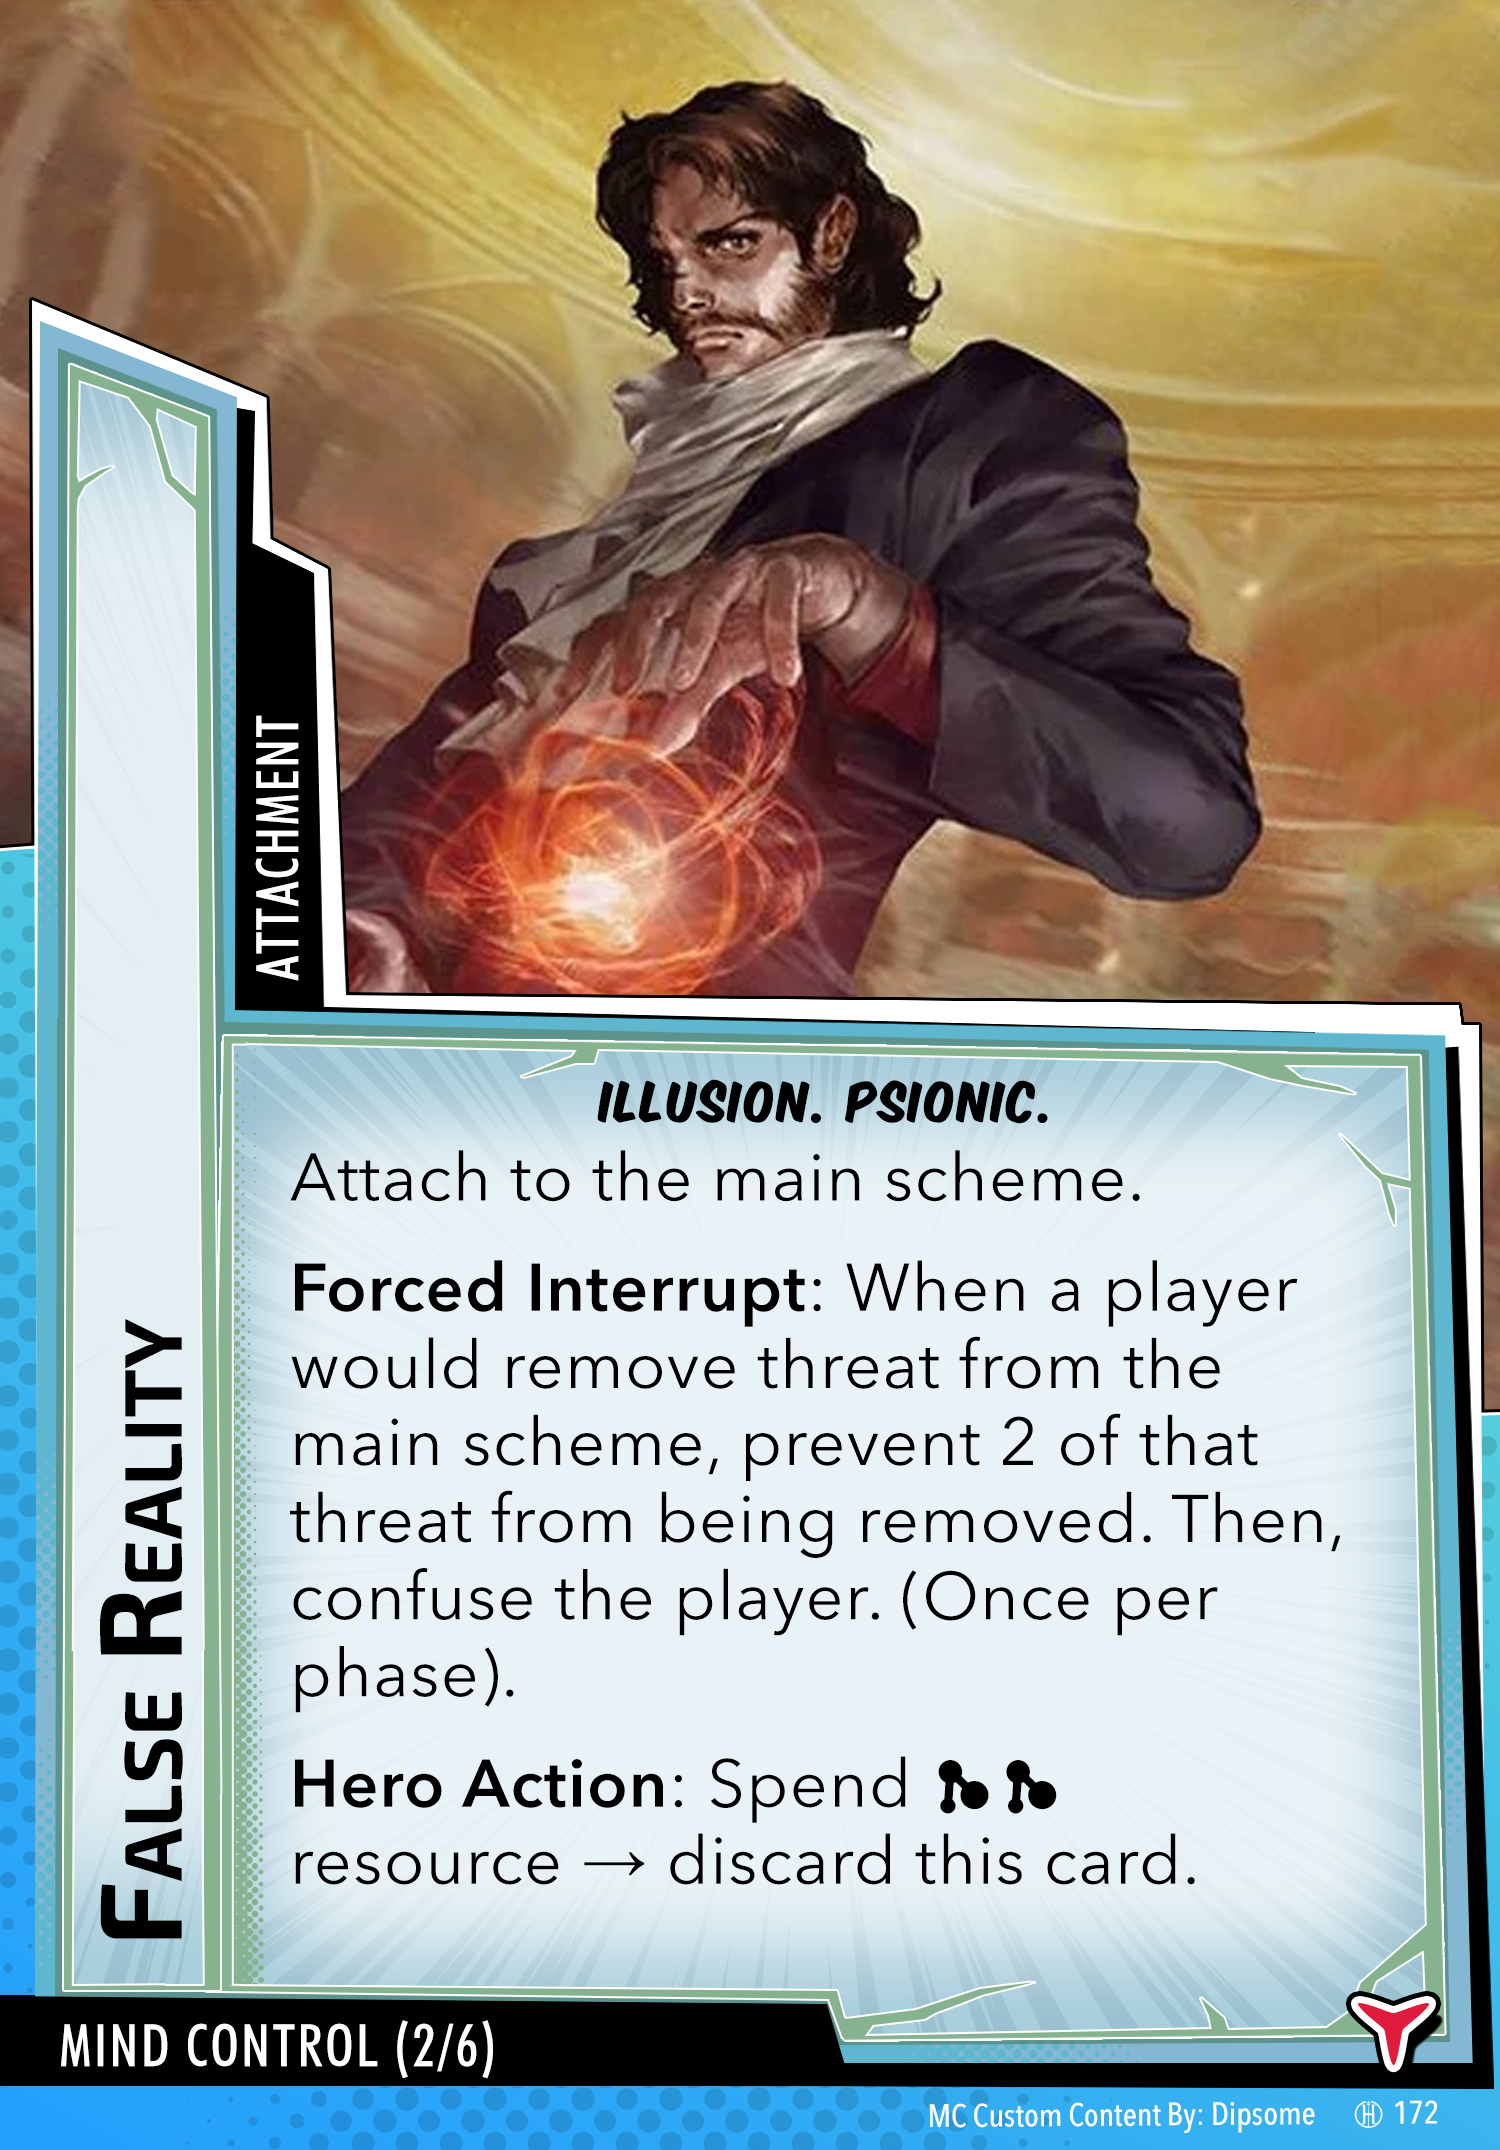 ATTACHMENT
FALSE REALITY
ILLUSION. PSIONIC.
Attach to the main scheme.
Forced Interrupt: When a player
would remove threat from the
main scheme, prevent 2 of that
threat from being removed. Then,
confuse the player. (Once per
phase).
Hero Action: Spend
resource → discard this card.
MIND CONTROL (2/6)
MC Custom Content By: Dipsome 172